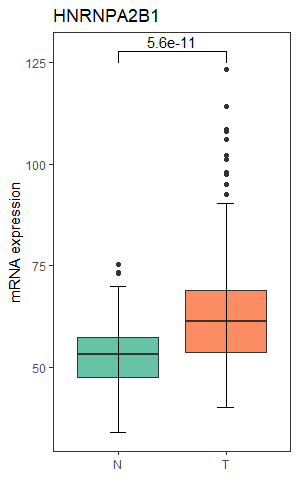 HNRNPA2B1
5.6e-11
125
100
75
50
mRNA expression
N
T